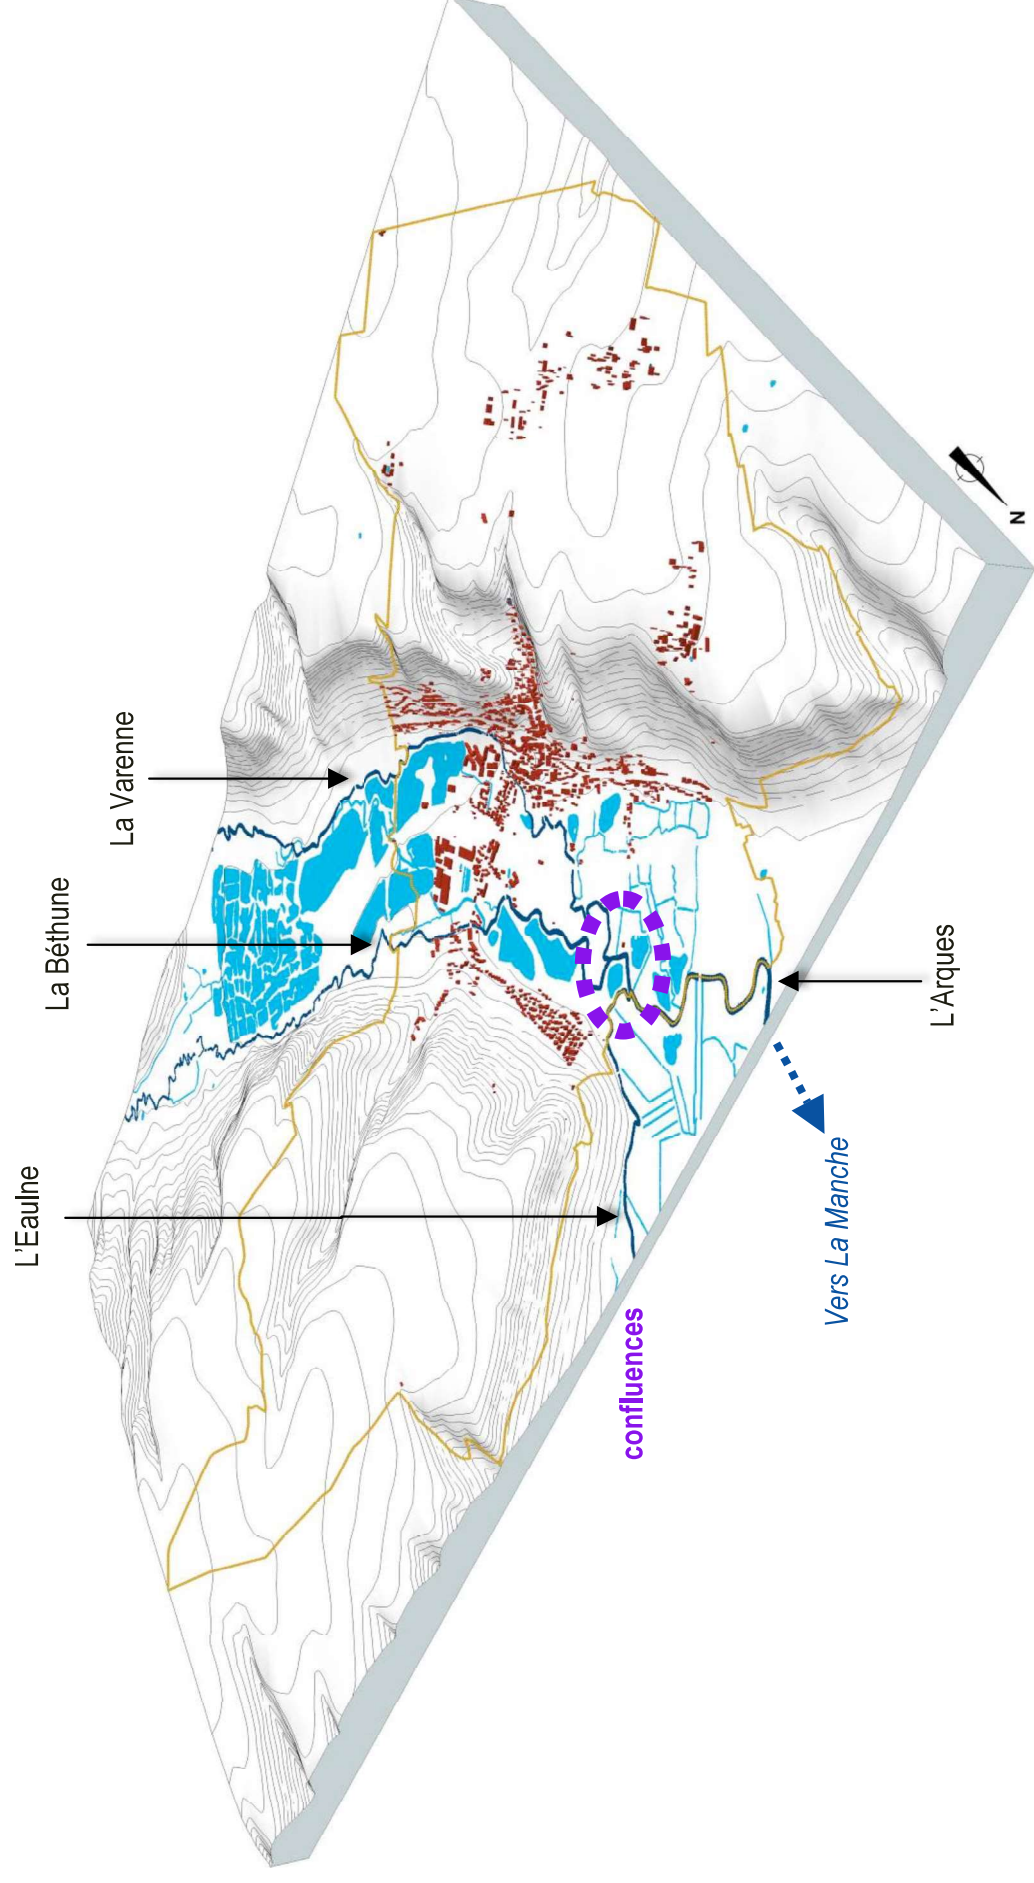 L'Eaulne
La Béthune
La Varenne
confluences
Vers La Manche
L'Arques
N